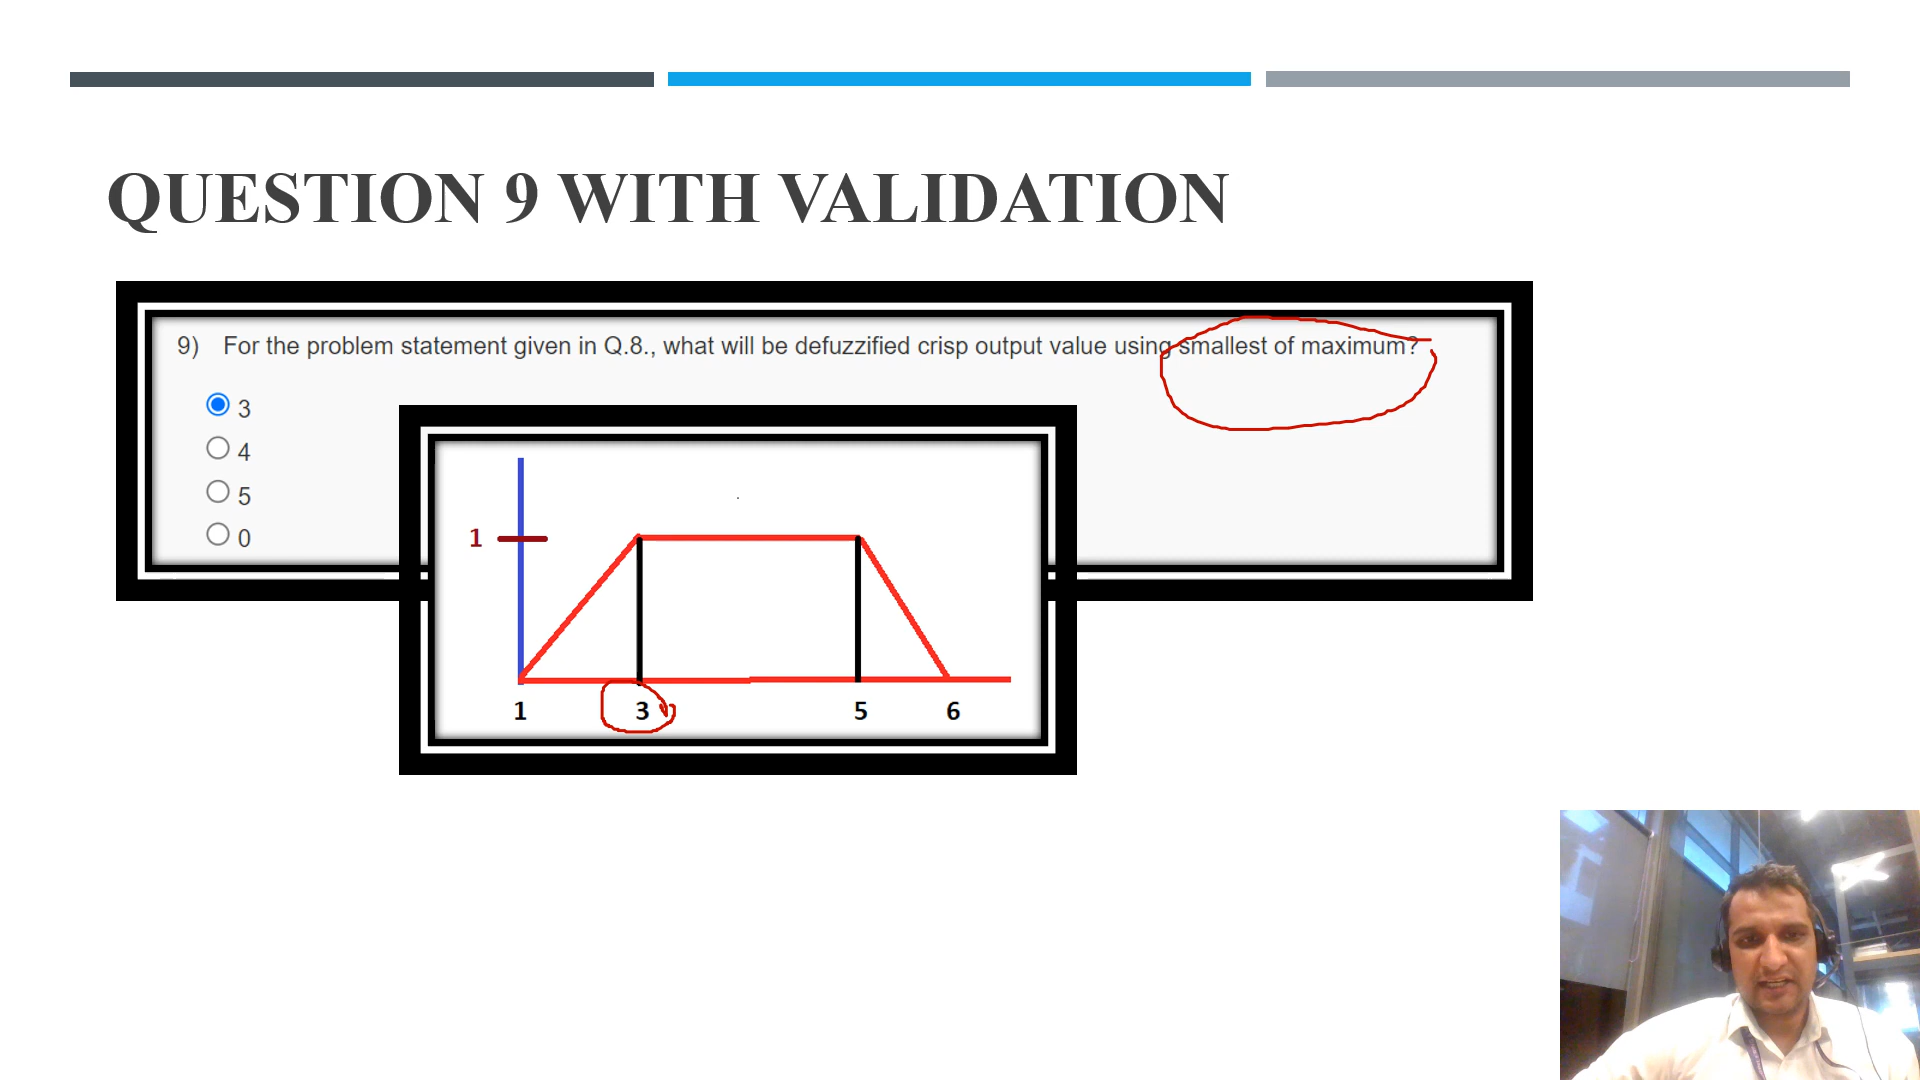 QUESTION 9 WITH VALIDATION
9) For the problem statement given in Q.8., what will be defuzzified crisp output value using smallest of maximum?
3
4
5
0
1
1 3 5 6